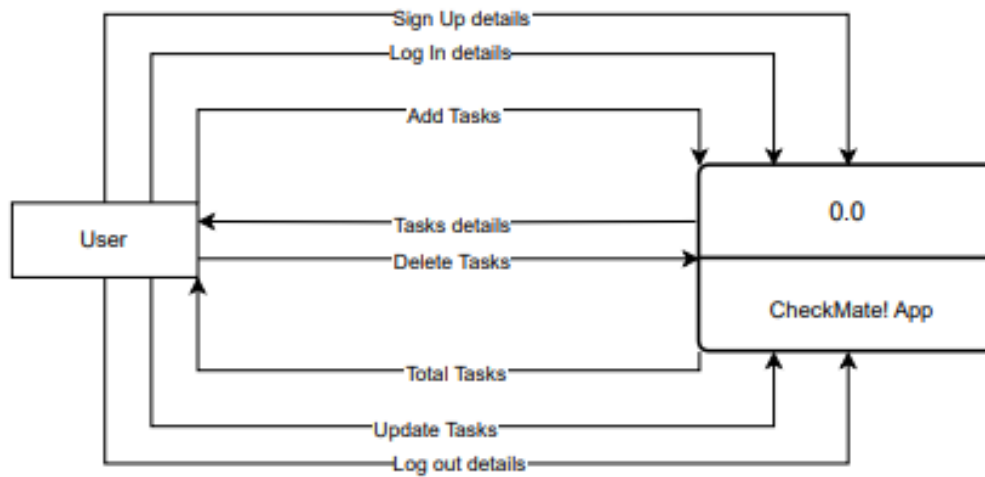 Sign Up details
Log In details
Add Tasks
0.0
Tasks details
User
Delete Tasks
CheckMate! App
Total Tasks
Update Tasks
Log out details